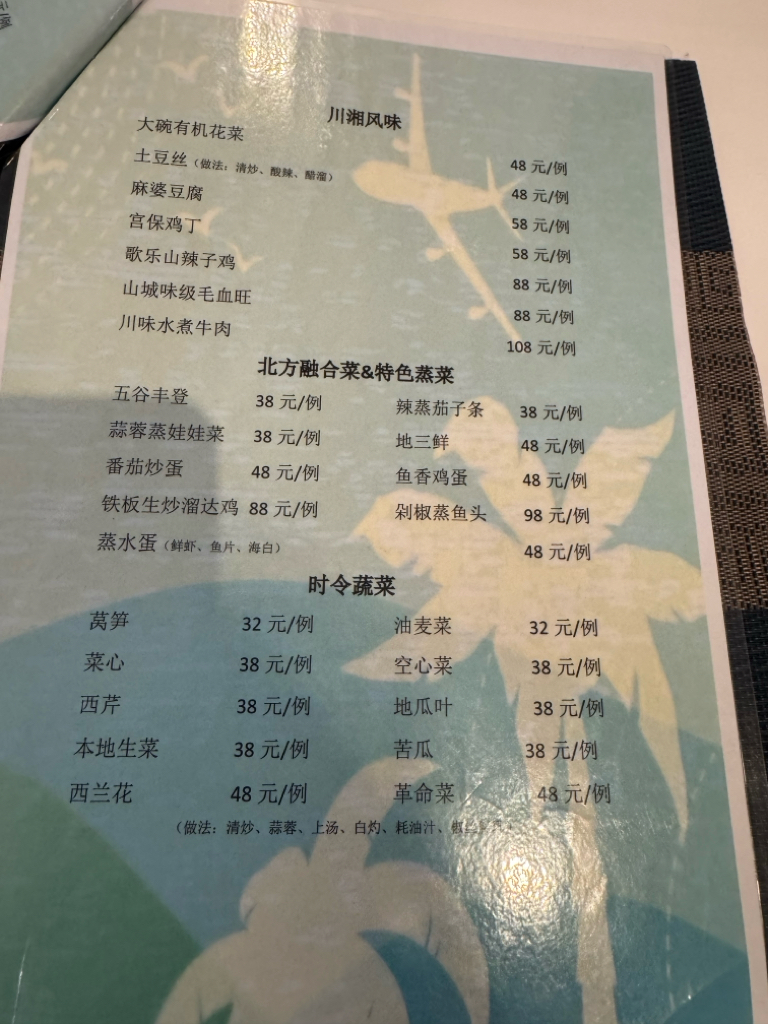 川湘风味
大碗有机花菜 48 元/例
土豆丝（做法：清炒、酸辣、醋溜） 48 元/例
麻婆豆腐 58 元/例
宫保鸡丁 58 元/例
歌乐山辣子鸡 88 元/例
山城味级毛血旺 88 元/例
川味水煮牛肉 108 元/例
北方融合菜&特色蒸菜
五谷丰登 38 元/例 辣蒸茄子条 38 元/例
蒜蓉蒸娃娃菜 38 元/例 地三鲜 48 元/例
番茄炒蛋 48 元/例 鱼香鸡蛋 48 元/例
铁板生炒溜达鸡 88 元/例 剁椒蒸鱼头 98 元/例
蒸水蛋（鲜虾、鱼片、海白） 48 元/例
时令蔬菜
莴笋 32 元/例 油麦菜 32 元/例
菜心 38 元/例 空心菜 38 元/例
西芹 38 元/例 地瓜叶 38 元/例
本地生菜 38 元/例 苦瓜 38 元/例
西兰花 48 元/例 革命菜 48 元/例
（做法：清炒、蒜蓉、上汤、白灼、耗油汁、椒